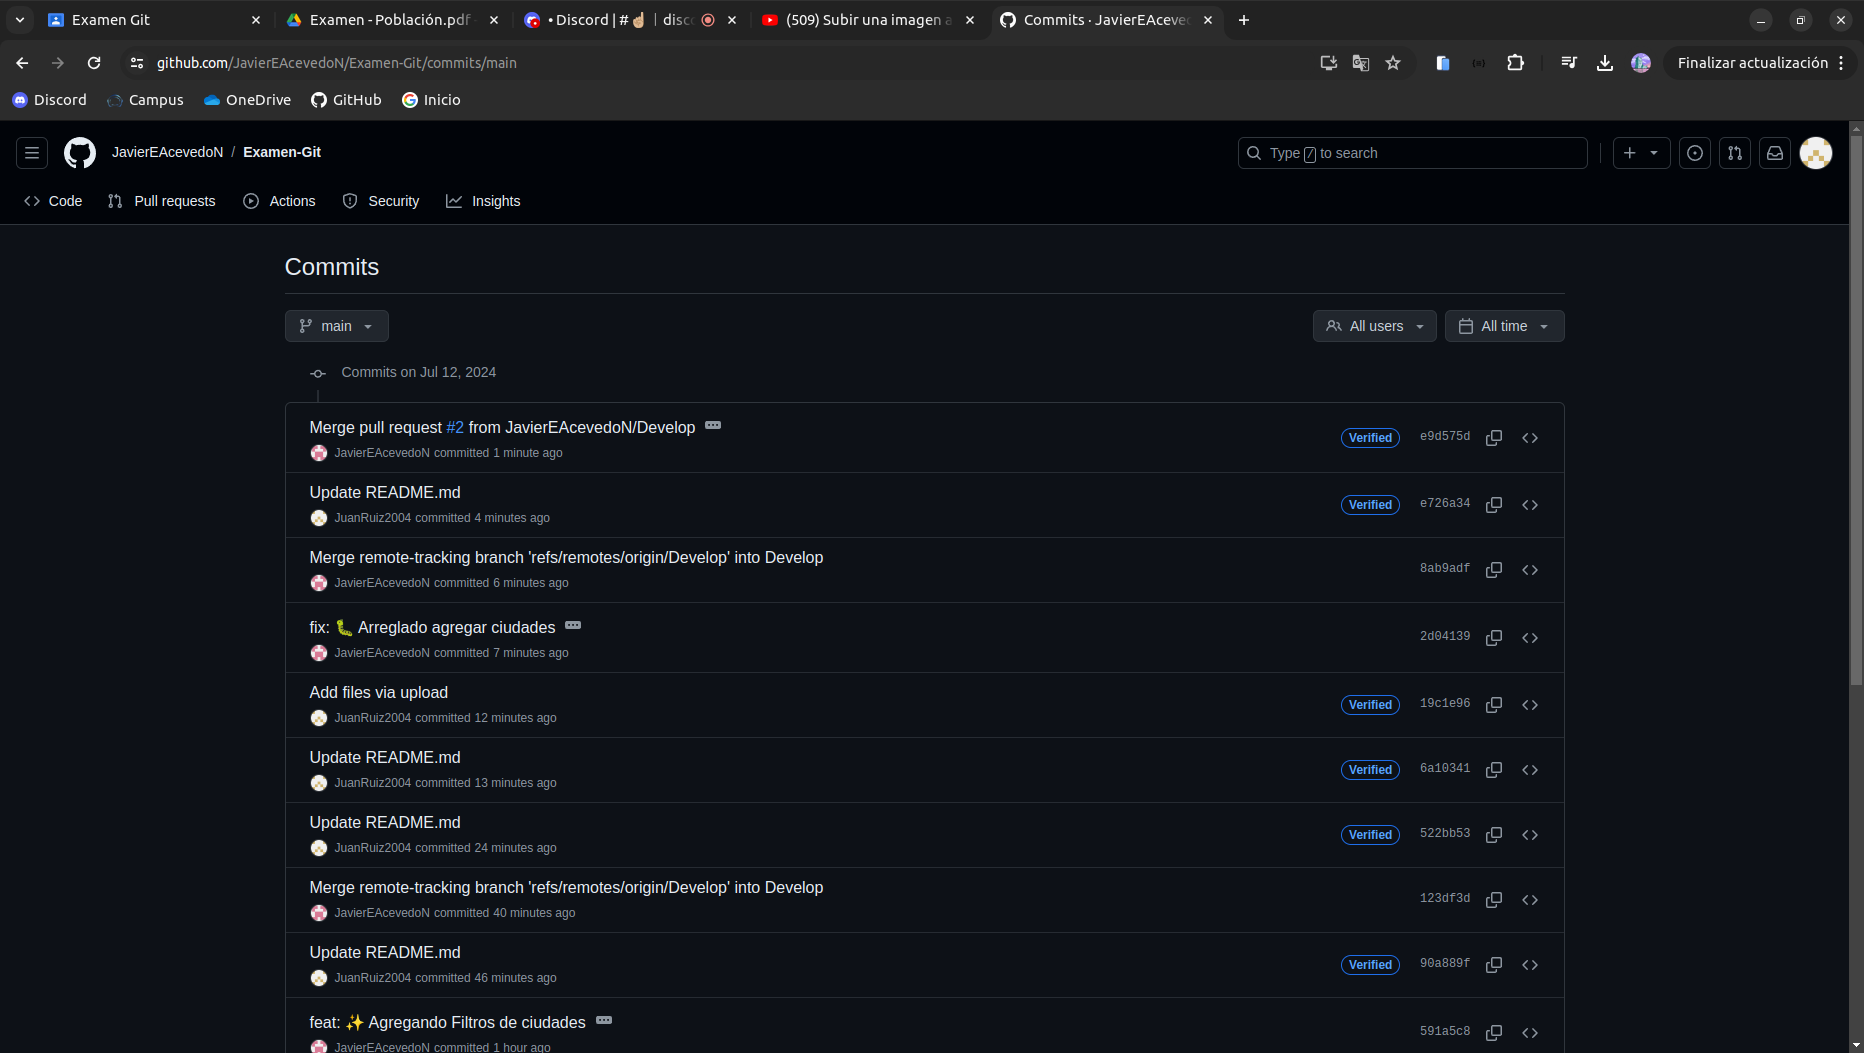 Examen Git
Examen - Población.pdf
• Discord | #☝🏼 | disc
(509) Subir una imagen a
Commits · JavierEAceved
github.com/JavierEAcevedoN/Examen-Git/commits/main
Finalizar actualización
Discord
Campus
OneDrive
GitHub
Inicio
JavierEAcevedoN / Examen-Git
Type / to search
Code
Pull requests
Actions
Security
Insights
Commits
main
All users
All time
Commits on Jul 12, 2024
Merge pull request #2 from JavierEAcevedoN/Develop
JavierEAcevedoN committed 1 minute ago
Verified
e9d575d
Update README.md
JuanRuiz2004 committed 4 minutes ago
Verified
e726a34
Merge remote-tracking branch 'refs/remotes/origin/Develop' into Develop
JavierEAcevedoN committed 6 minutes ago
8ab9adf
fix: 🐛 Arreglado agregar ciudades
JavierEAcevedoN committed 7 minutes ago
2d04139
Add files via upload
JuanRuiz2004 committed 12 minutes ago
Verified
19c1e96
Update README.md
JuanRuiz2004 committed 13 minutes ago
Verified
6a10341
Update README.md
JuanRuiz2004 committed 24 minutes ago
Verified
522bb53
Merge remote-tracking branch 'refs/remotes/origin/Develop' into Develop
JavierEAcevedoN committed 40 minutes ago
123df3d
Update README.md
JuanRuiz2004 committed 46 minutes ago
Verified
90a889f
feat: ✨ Agregando Filtros de ciudades
JavierEAcevedoN committed 1 hour ago
591a5c8